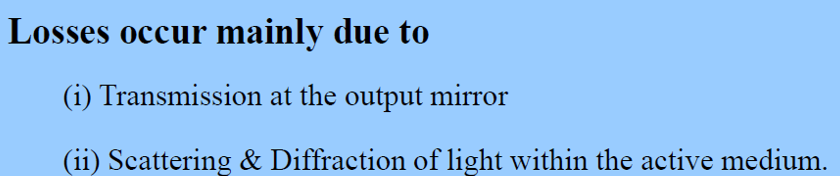 Losses occur mainly due to
(i) Transmission at the output mirror
(ii) Scattering & Diffraction of light within the active medium.